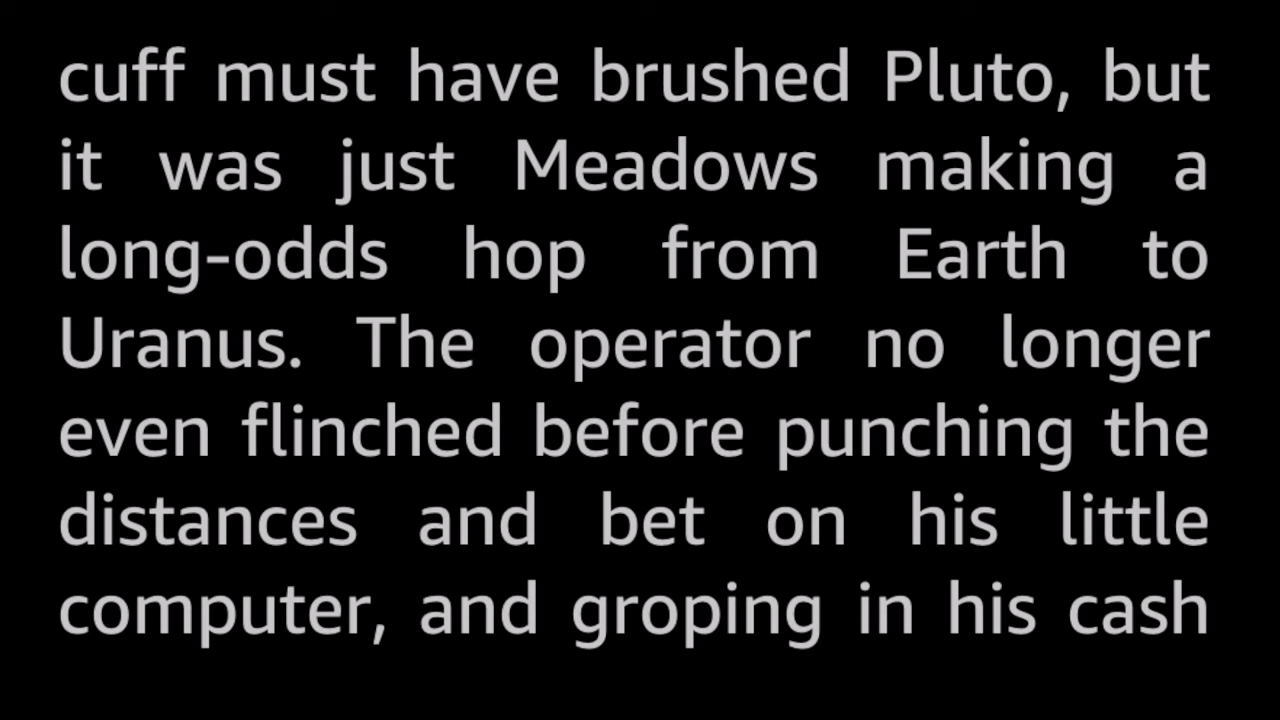 cuff must have brushed Pluto, but
it was just Meadows making a
long-odds hop from Earth to
Uranus. The operator no longer
even flinched before punching the
distances and bet on his little
computer, and groping in his cash